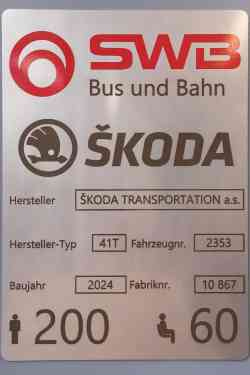 SWB
Bus und Bahn
ŠKODA
Hersteller ŠKODA TRANSPORTATION a.s.
Hersteller-Typ 41T Fahrzeugnr. 2353
Baujahr 2024 Fabriknr. 10 867
200 60